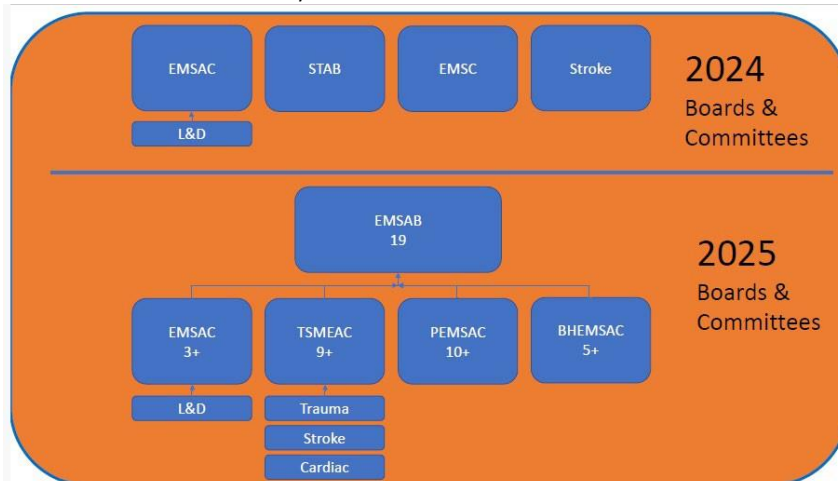 EMSAC
STAB
EMSC
Stroke
2024
Boards &
Committees
L&D
EMSAB
19
2025
Boards &
Committees
EMSAC
3+
TSMEAC
9+
PEMSAC
10+
BHEMSAC
5+
L&D
Trauma
Stroke
Cardiac